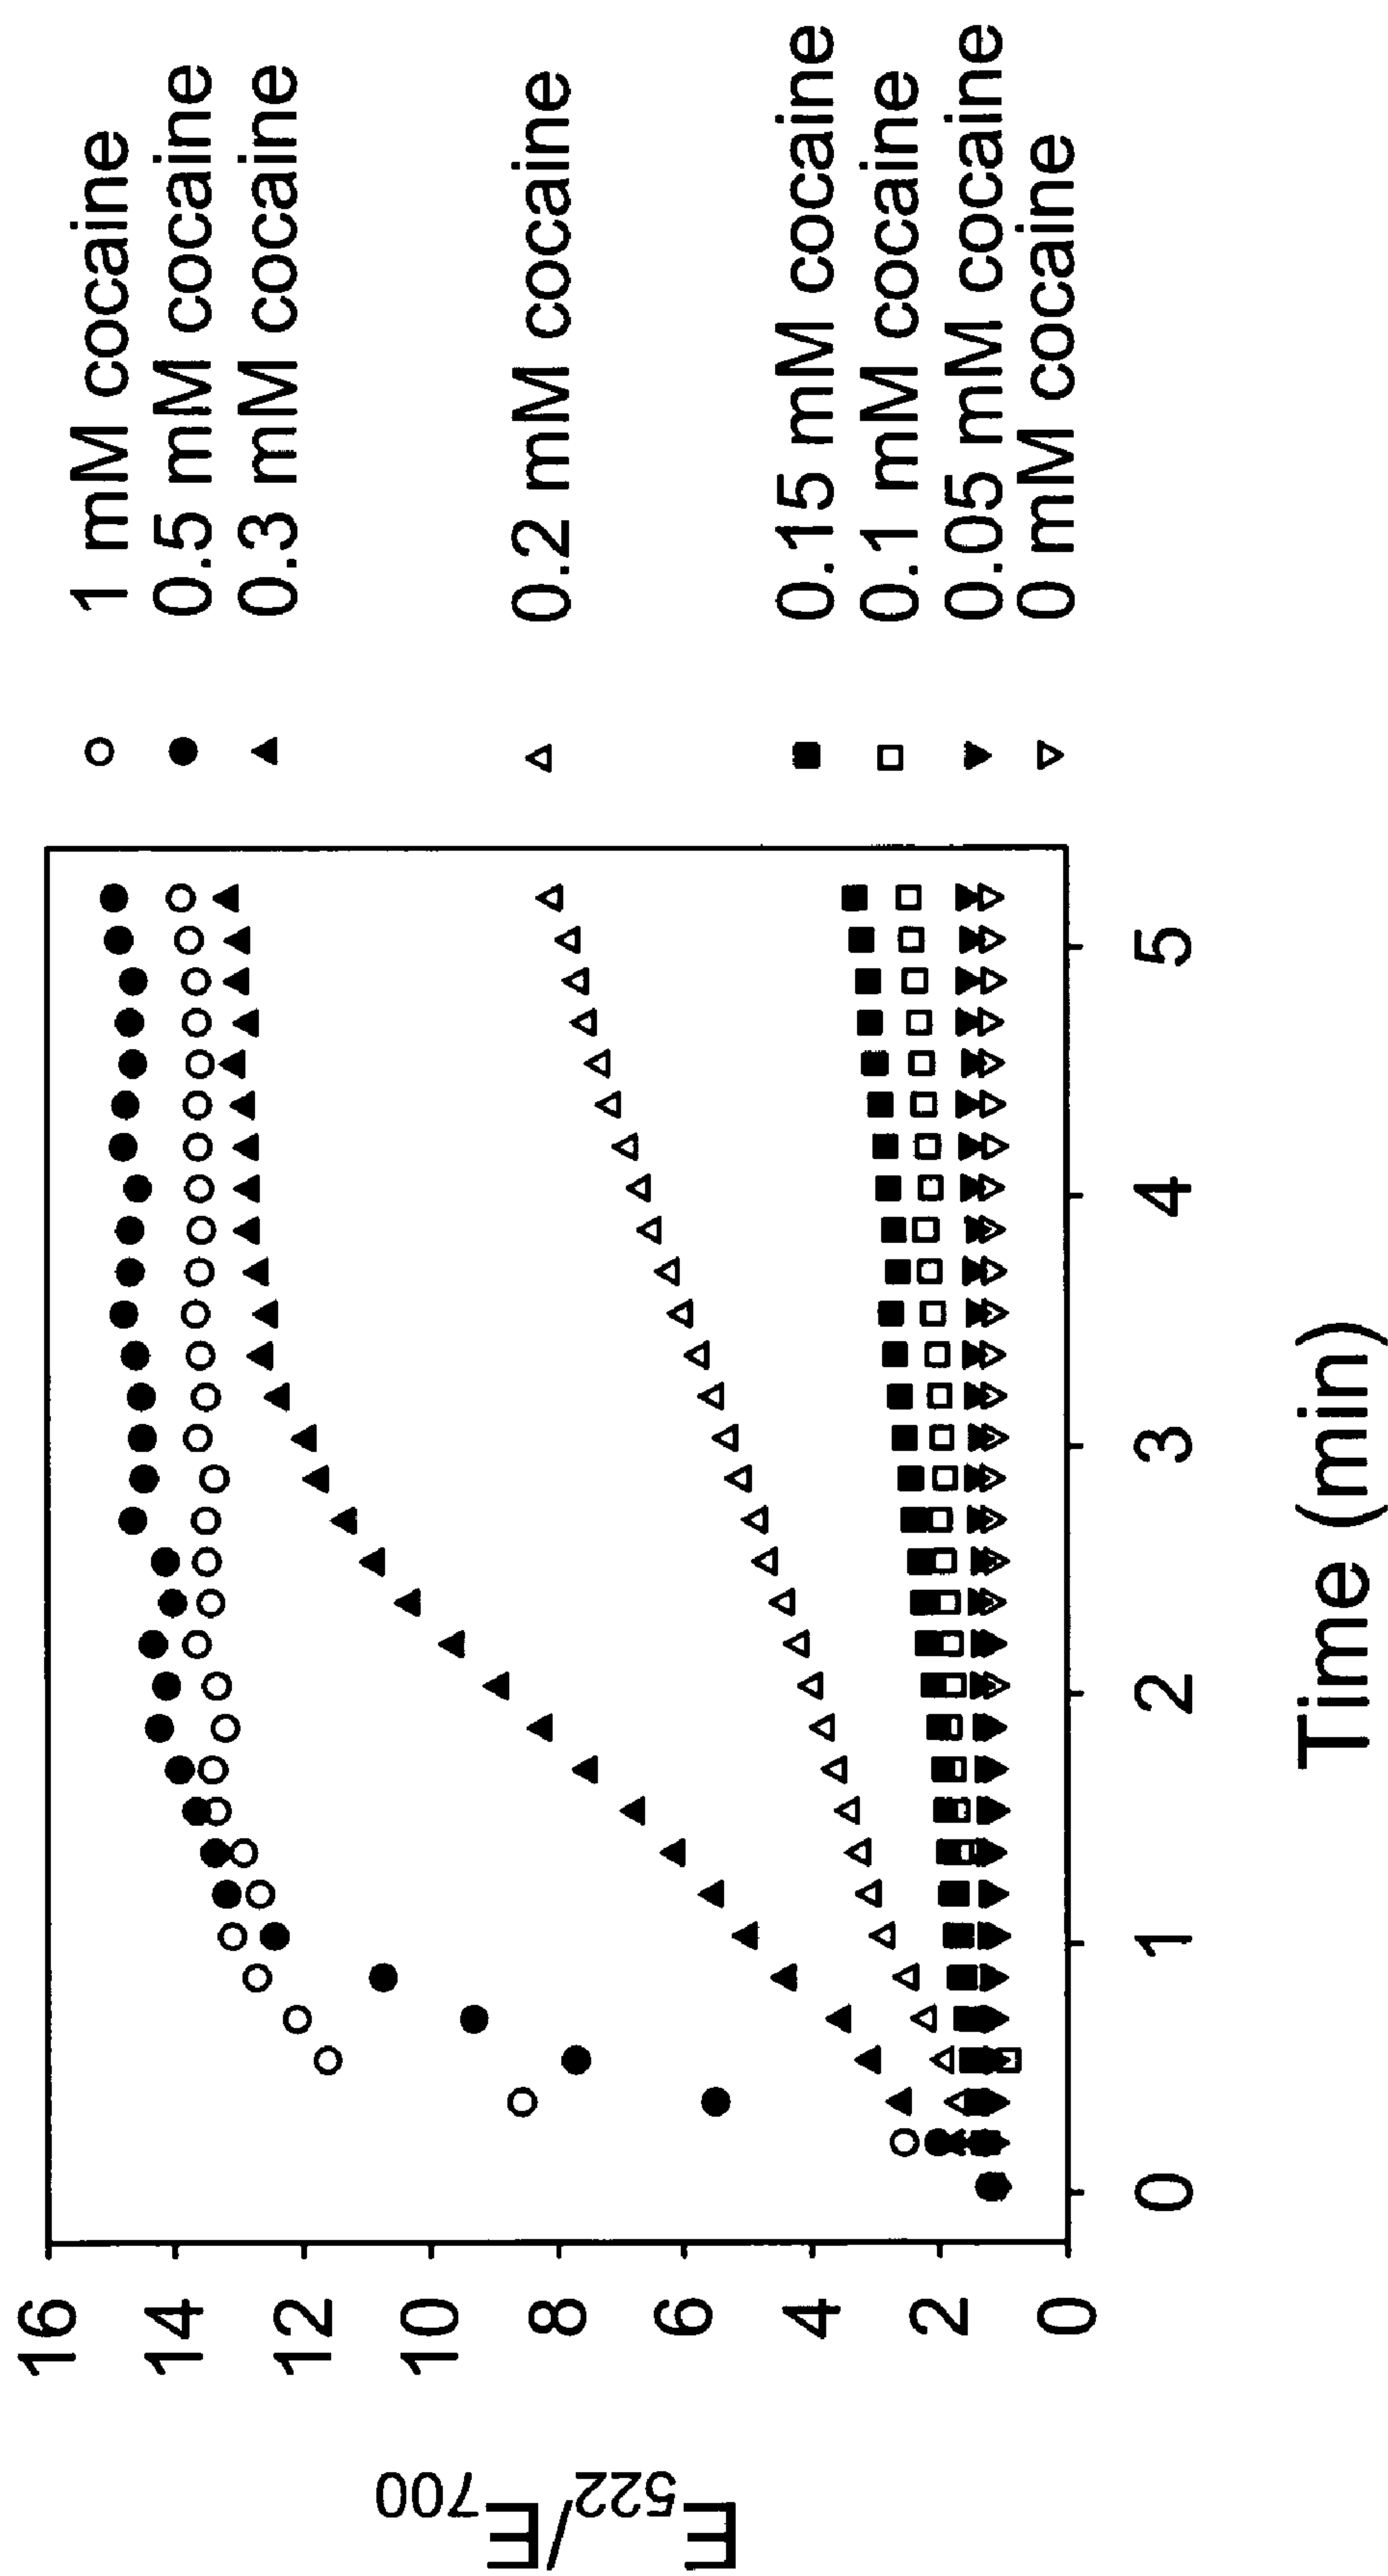 E522/E700
16
14
12
10
8
6
4
2
0
0 1 2 3 4 5
Time (min)
1 mM cocaine
0.5 mM cocaine
0.3 mM cocaine
0.2 mM cocaine
0.15 mM cocaine
0.1 mM cocaine
0.05 mM cocaine
0 mM cocaine